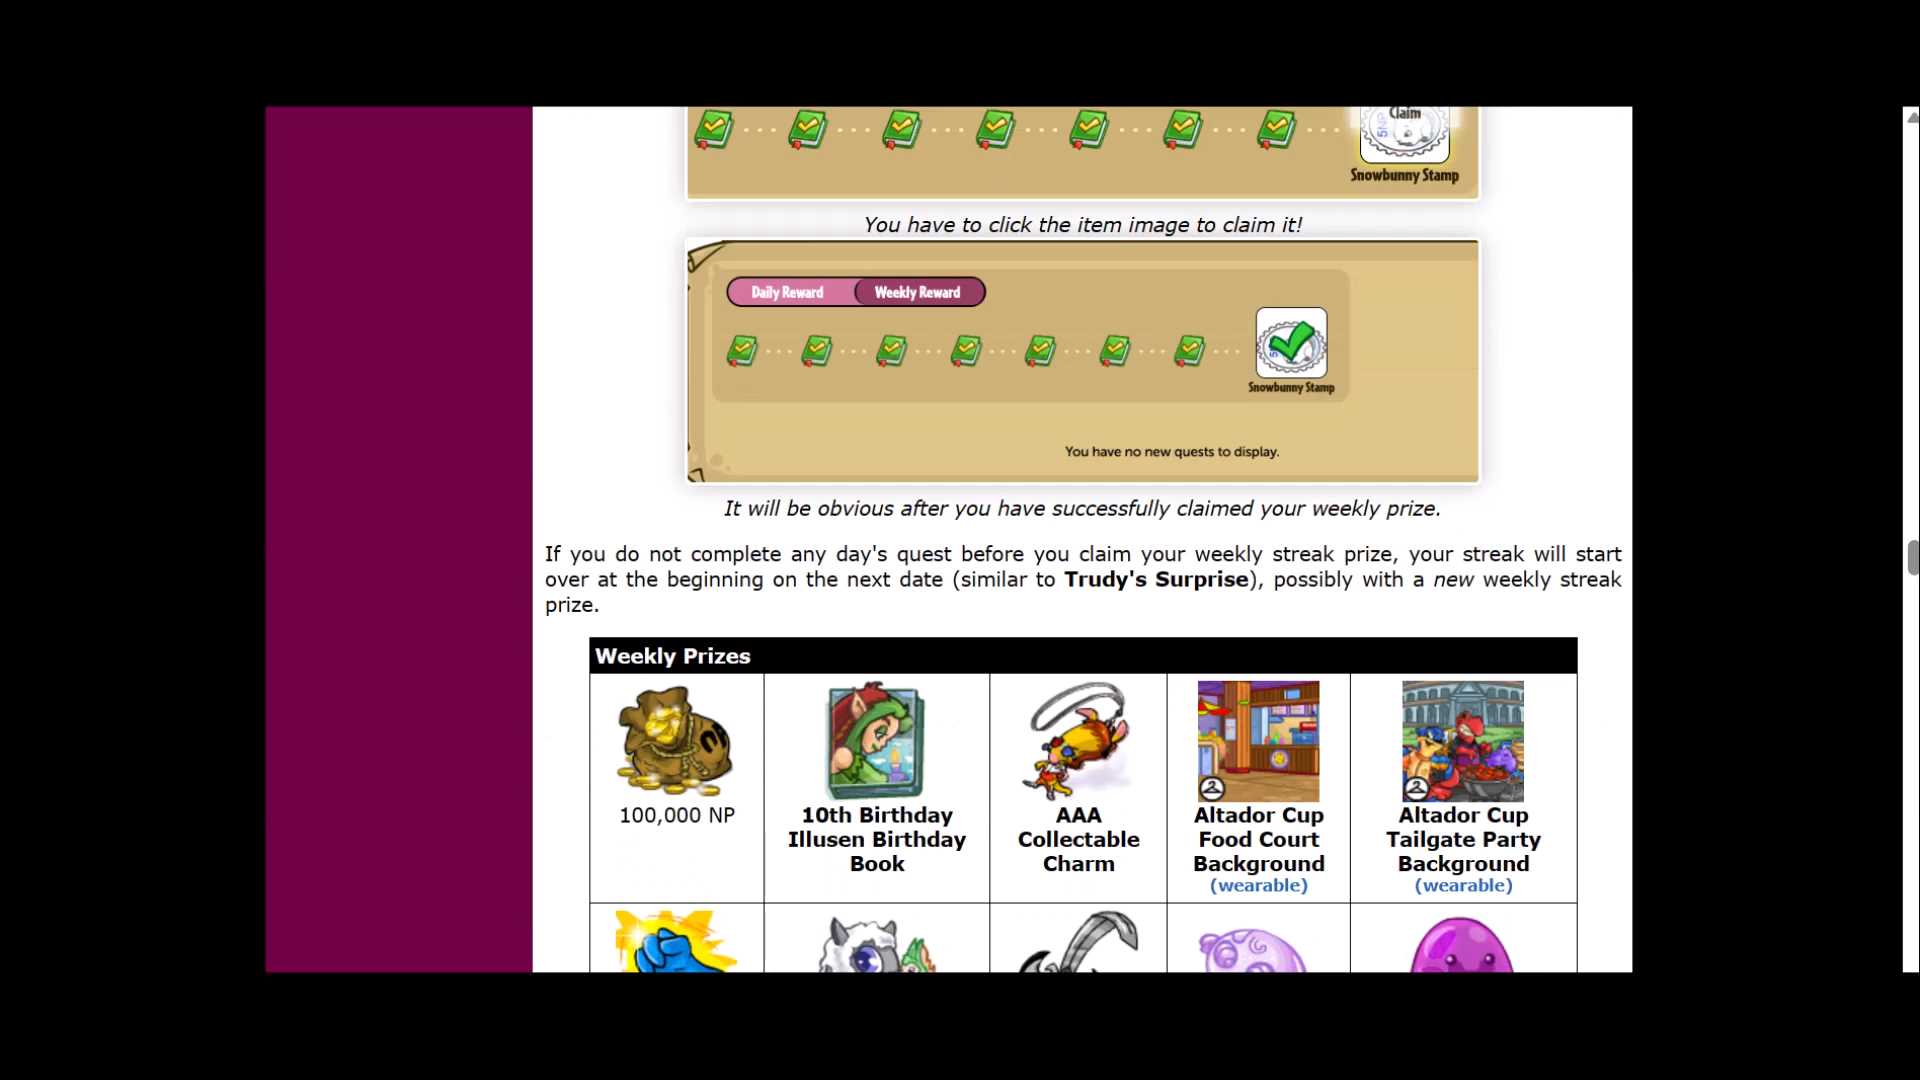 Claim
5NP
Snowbunny Stamp
You have to click the item image to claim it!
Daily Reward Weekly Reward
Snowbunny Stamp
You have no new quests to display.
It will be obvious after you have successfully claimed your weekly prize.
If you do not complete any day's quest before you claim your weekly streak prize, your streak will start
over at the beginning on the next date (similar to Trudy's Surprise), possibly with a new weekly streak
prize.
Weekly Prizes
100,000 NP
10th Birthday
Illusen Birthday
Book
AAA
Collectable
Charm
Altador Cup
Food Court
Background
(wearable)
Altador Cup
Tailgate Party
Background
(wearable)